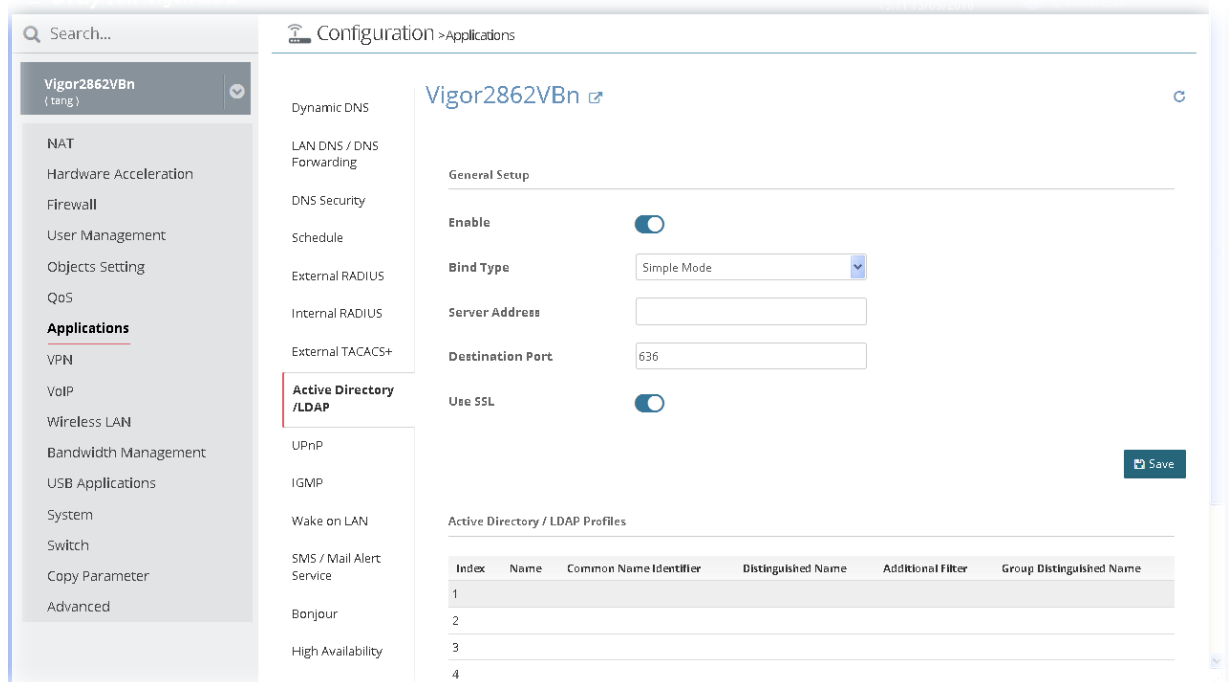 Search...
Configuration >Applications
Vigor2862VBn
( tang )
NAT
Hardware Acceleration
Firewall
User Management
Objects Setting
QoS
Applications
VPN
VoIP
Wireless LAN
Bandwidth Management
USB Applications
System
Switch
Copy Parameter
Advanced
Dynamic DNS
LAN DNS / DNS
Forwarding
DNS Security
Schedule
External RADIUS
Internal RADIUS
External TACACS+
Active Directory
/LDAP
UPnP
IGMP
Wake on LAN
SMS / Mail Alert
Service
Bonjour
High Availability
Vigor2862VBn
General Setup
Enable
Bind Type
Simple Mode
Server Address
Destination Port
636
Use SSL
Save
Active Directory / LDAP Profiles
Index Name Common Name Identifier Distinguished Name Additional Filter Group Distinguished Name
1
2
3
4